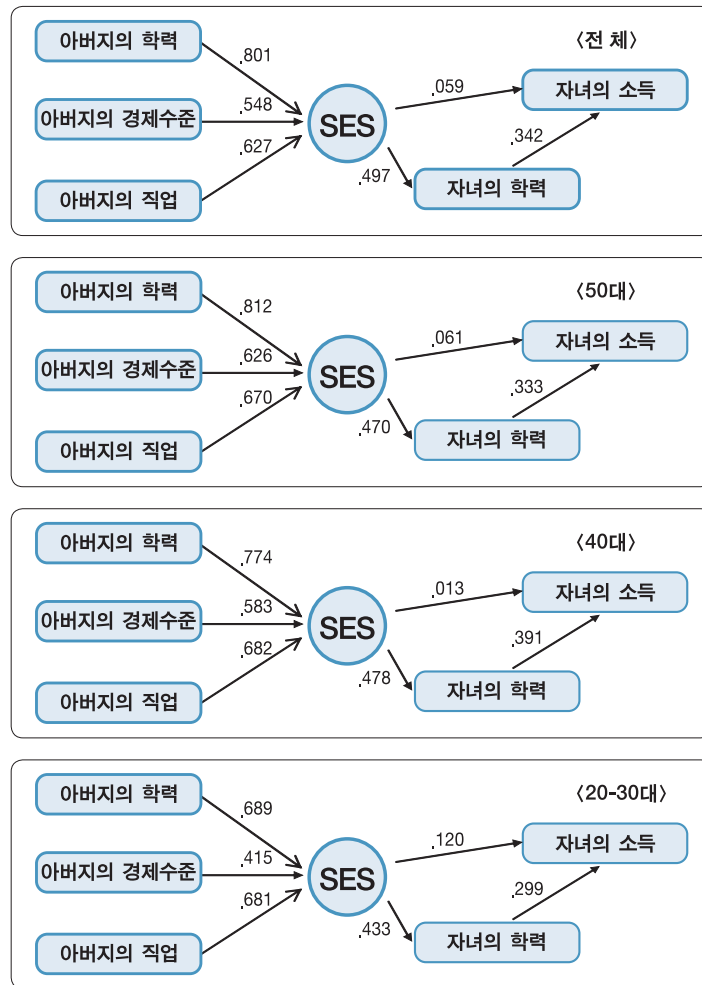 아버지의 학력
.801
〈전 체〉
.059
자녀의 소득
아버지의 경제수준
.548
SES
.342
.627
.497
아버지의 직업
자녀의 학력
아버지의 학력
.812
〈50대〉
.061
자녀의 소득
아버지의 경제수준
.626
SES
.333
.670
.470
아버지의 직업
자녀의 학력
아버지의 학력
.774
〈40대〉
.013
자녀의 소득
아버지의 경제수준
.583
SES
.391
.682
.478
아버지의 직업
자녀의 학력
아버지의 학력
.689
〈20-30대〉
.120
자녀의 소득
아버지의 경제수준
.415
SES
.299
.681
.433
아버지의 직업
자녀의 학력